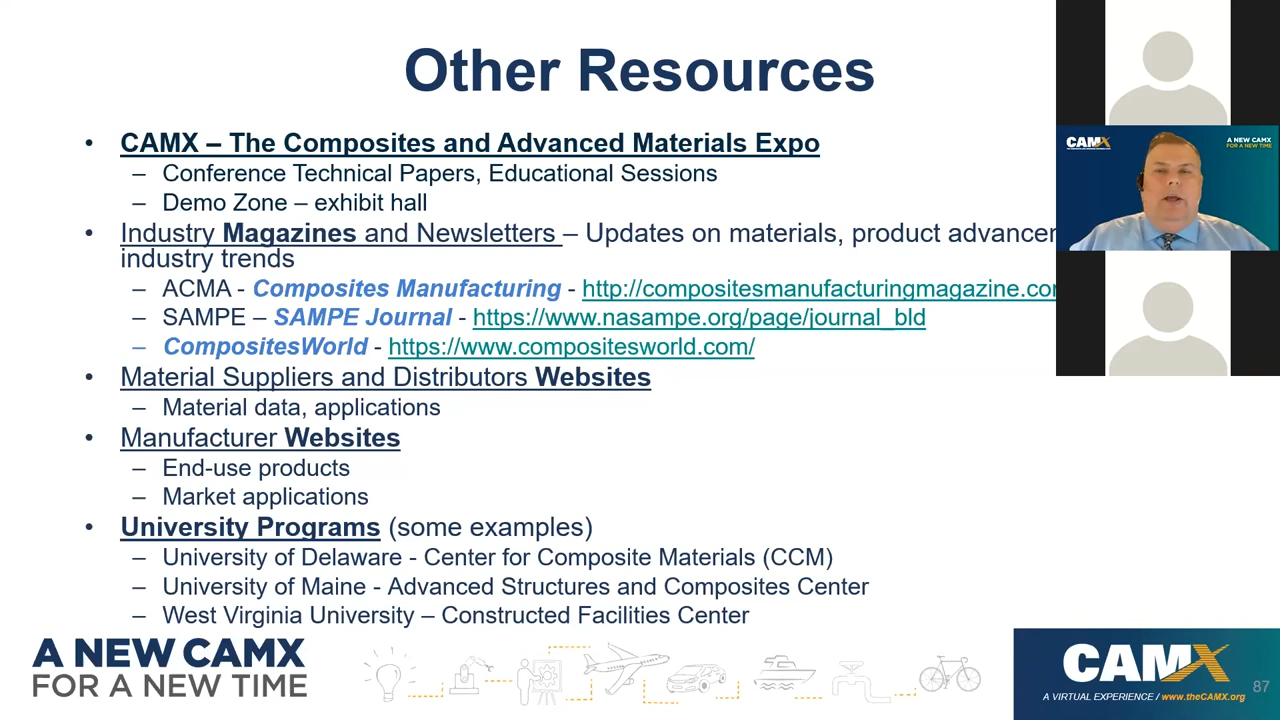 Other Resources
• CAMX – The Composites and Advanced Materials Expo
– Conference Technical Papers, Educational Sessions
– Demo Zone – exhibit hall
• Industry Magazines and Newsletters – Updates on materials, product advancer
industry trends
– ACMA - Composites Manufacturing - http://compositesmanufacturingmagazine.cor
– SAMPE – SAMPE Journal - https://www.nasampe.org/page/journal_bld
– CompositesWorld - https://www.compositesworld.com/
• Material Suppliers and Distributors Websites
– Material data, applications
• Manufacturer Websites
– End-use products
– Market applications
• University Programs (some examples)
– University of Delaware - Center for Composite Materials (CCM)
– University of Maine - Advanced Structures and Composites Center
– West Virginia University – Constructed Facilities Center
CAMX
A NEW CAMX
FOR A NEW TIME
A NEW CAMX
FOR A NEW TIME
CAMX
A VIRTUAL EXPERIENCE / www.theCAMX.org
87